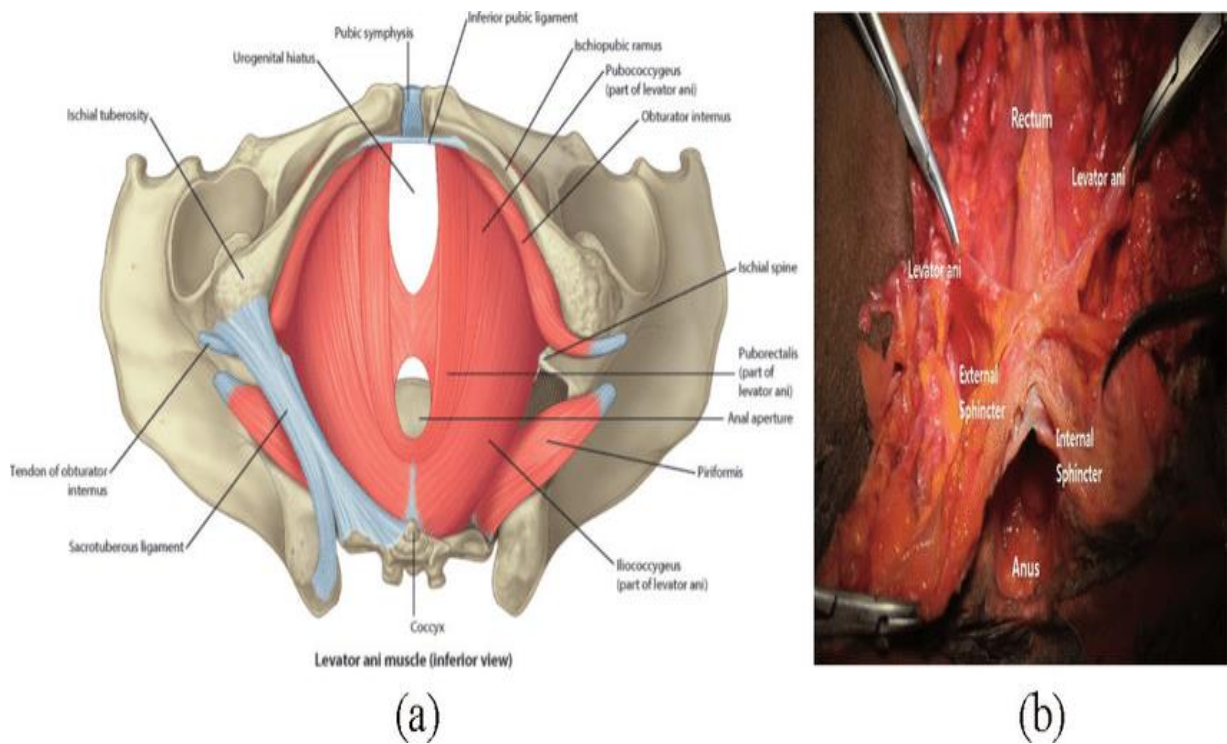 Inferior pubic ligament
Pubic symphysis
Ischiopubic ramus
Urogenital hiatus
Pubococcygeus
(part of levator ani)
Ischial tuberosity
Obturator internus
Ischial spine
Puborectalis
(part of
levator ani)
Anal aperture
Tendon of obturator
internus
Piriformis
Sacrotuberous ligament
Iliococcygeus
(part of levator ani)
Coccyx
Levator ani muscle (inferior view)
(a)
Rectum
Levator ani
Levator ani
External
Sphincter
Internal
Sphincter
Anus
(b)